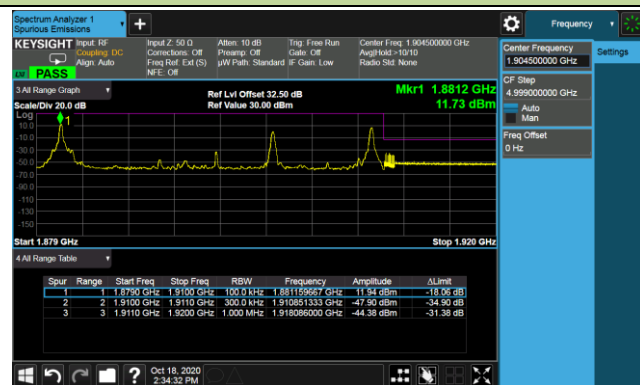 Spectrum Analyzer 1
Spurious Emissions
Frequency
KEYSIGHT
Input: RF
Coupling: DC
Align: Auto
Input Z: 50 Ω
Corrections: Off
Freq Ref: Ext (S)
NFE: Off
Atten: 10 dB
Preamp: Off
µW Path: Standard
Trig: Free Run
Gate: Off
IF Gain: Low
Center Freq: 1.904500000 GHz
Avg|Hold:>10/10
Radio Std: None
PASS
3 All Range Graph
Scale/Div 20.0 dB
Ref Lvl Offset 32.50 dB
Ref Value 30.00 dBm
Mkr1 1.8812 GHz
11.73 dBm
Log
1
10.0
-10.0
-30.0
-50.0
-70.0
-90.0
-110
-130
-150
Start 1.879 GHz
Stop 1.920 GHz
4 All Range Table
Spur Range Start Freq Stop Freq RBW Frequency Amplitude ΔLimit
1 1 1.8790 GHz 1.9100 GHz 100.0 kHz 1.881159667 GHz 11.94 dBm -18.06 dB
2 2 1.9100 GHz 1.9110 GHz 300.0 kHz 1.910851333 GHz -47.90 dBm -34.90 dB
3 3 1.9110 GHz 1.9200 GHz 1.000 MHz 1.918086000 GHz -44.38 dBm -31.38 dB
Oct 18, 2020
2:34:32 PM
Center Frequency
1.904500000 GHz
Settings
CF Step
4.999000000 GHz
Auto
Man
Freq Offset
0 Hz